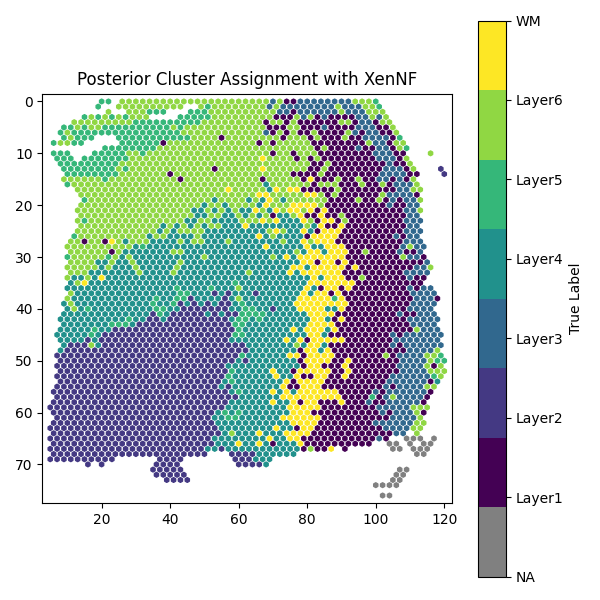 Posterior Cluster Assignment with XenNF
0
10
20
30
40
50
60
70
20
40
60
80
100
120
WM
Layer6
Layer5
Layer4
Layer3
Layer2
Layer1
NA
True Label